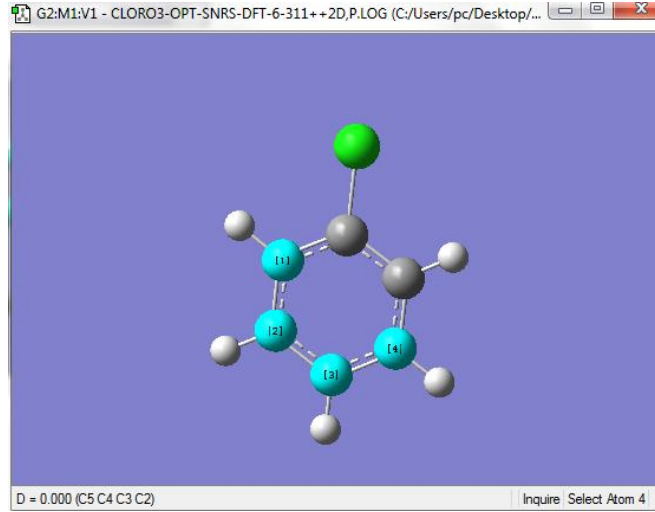 G2:M1:V1 - CLORO3-OPT-SNRS-DFT-6-311++2D,P.LOG (C:/Users/pc/Desktop/...
[1]
[2]
[4]
[3]
D = 0.000 (C5 C4 C3 C2)
Inquire
Select Atom 4